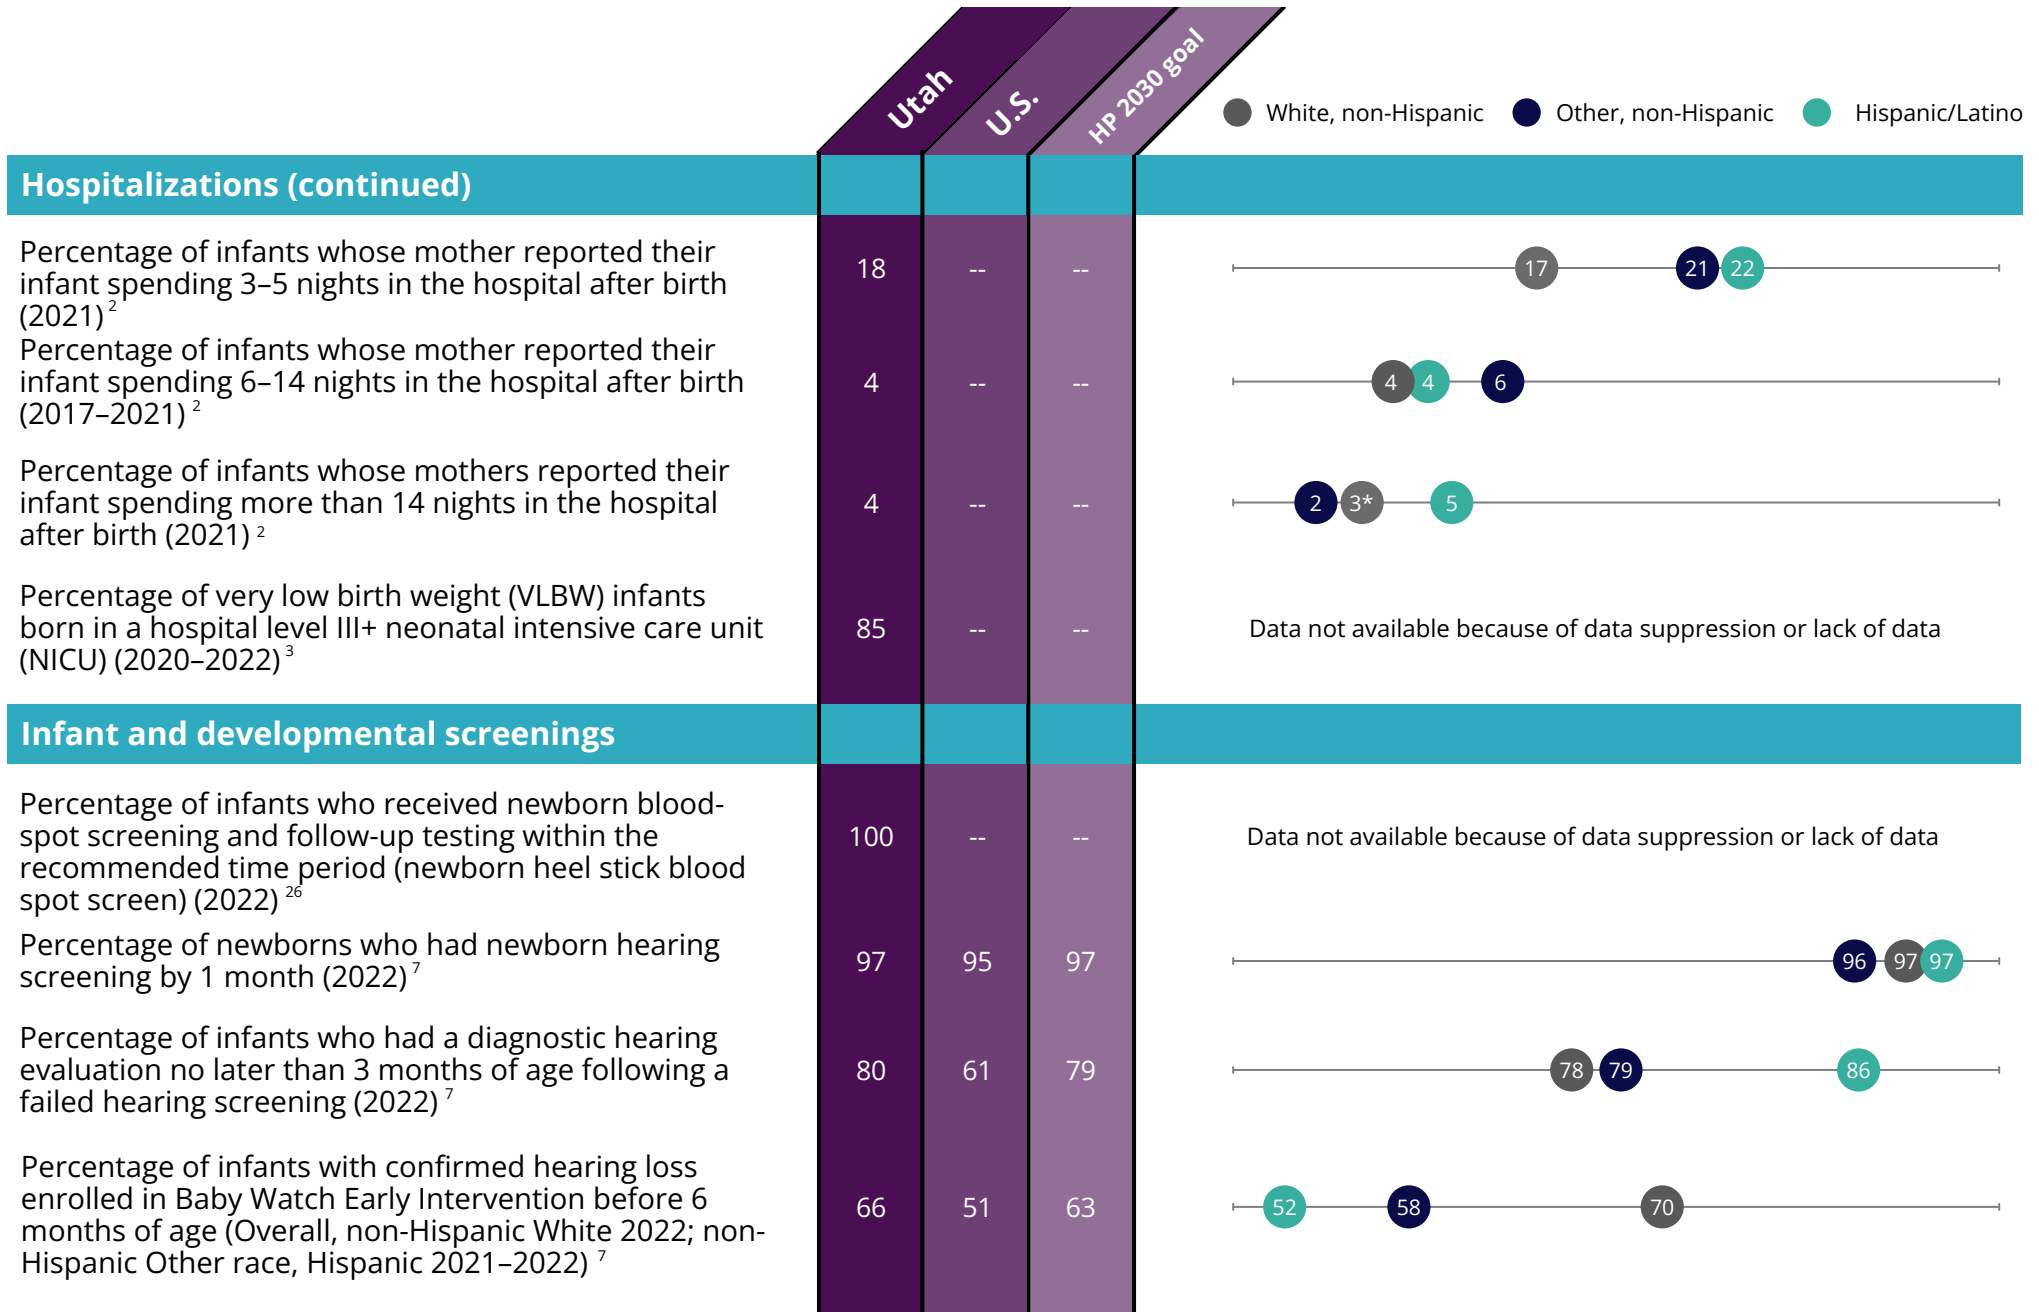 Utah
U.S.
HP 2030 goal
White, non-Hispanic
Other, non-Hispanic
Hispanic/Latino
Hospitalizations (continued)
Percentage of infants whose mother reported their
infant spending 3–5 nights in the hospital after birth
(2021) 2
18 -- --
17 21 22
Percentage of infants whose mother reported their
infant spending 6–14 nights in the hospital after birth
(2017–2021) 2
4 -- --
4 4 6
Percentage of infants whose mothers reported their
infant spending more than 14 nights in the hospital
after birth (2021) 2
4 -- --
2 3* 5
Percentage of very low birth weight (VLBW) infants
born in a hospital level III+ neonatal intensive care unit
(NICU) (2020–2022) 3
85 -- --
Data not available because of data suppression or lack of data
Infant and developmental screenings
Percentage of infants who received newborn blood-
spot screening and follow-up testing within the
recommended time period (newborn heel stick blood
spot screen) (2022) 26
100 -- --
Data not available because of data suppression or lack of data
Percentage of newborns who had newborn hearing
screening by 1 month (2022) 7
97 95 97
96 97 97
Percentage of infants who had a diagnostic hearing
evaluation no later than 3 months of age following a
failed hearing screening (2022) 7
80 61 79
78 79 86
Percentage of infants with confirmed hearing loss
enrolled in Baby Watch Early Intervention before 6
months of age (Overall, non-Hispanic White 2022; non-
Hispanic Other race, Hispanic 2021–2022) 7
66 51 63
52 58 70